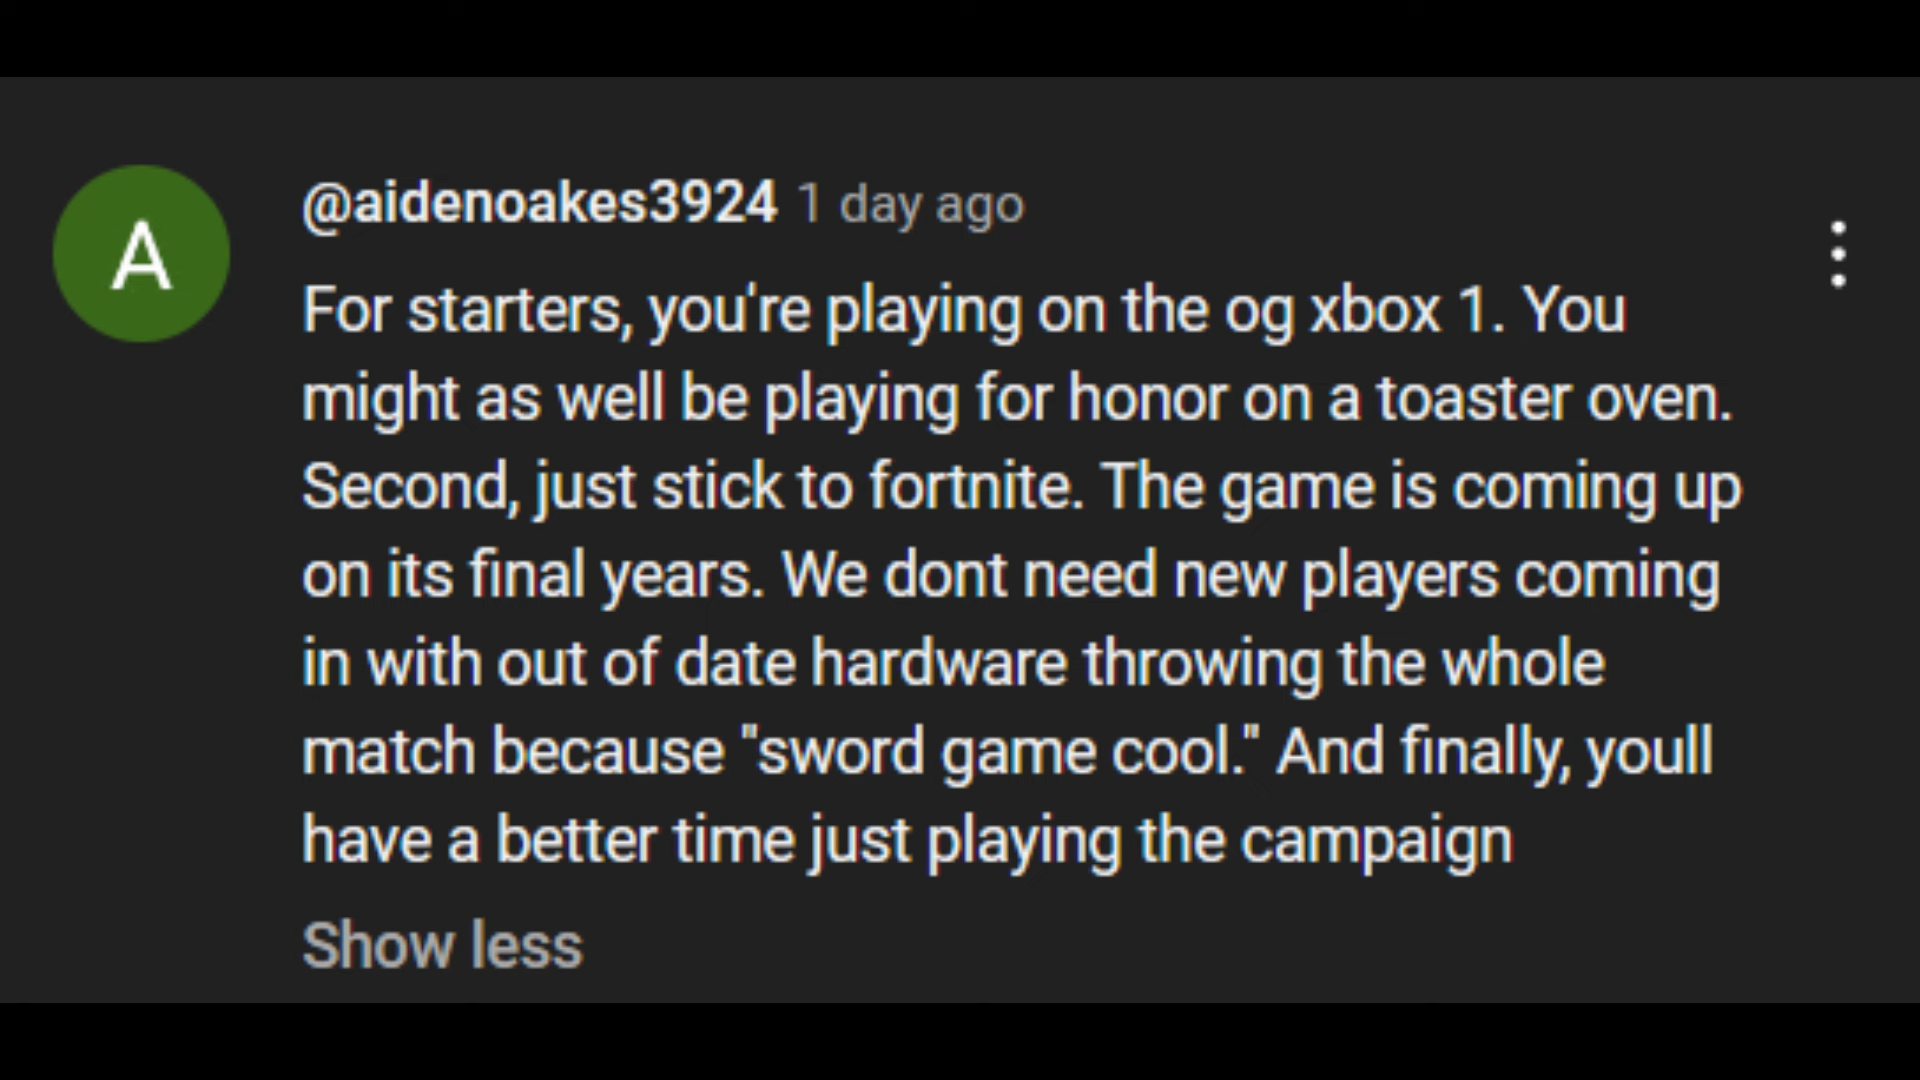 A
@aidenoakes3924 1 day ago
For starters, you're playing on the og xbox 1. You
might as well be playing for honor on a toaster oven.
Second, just stick to fortnite. The game is coming up
on its final years. We dont need new players coming
in with out of date hardware throwing the whole
match because "sword game cool." And finally, youll
have a better time just playing the campaign
Show less